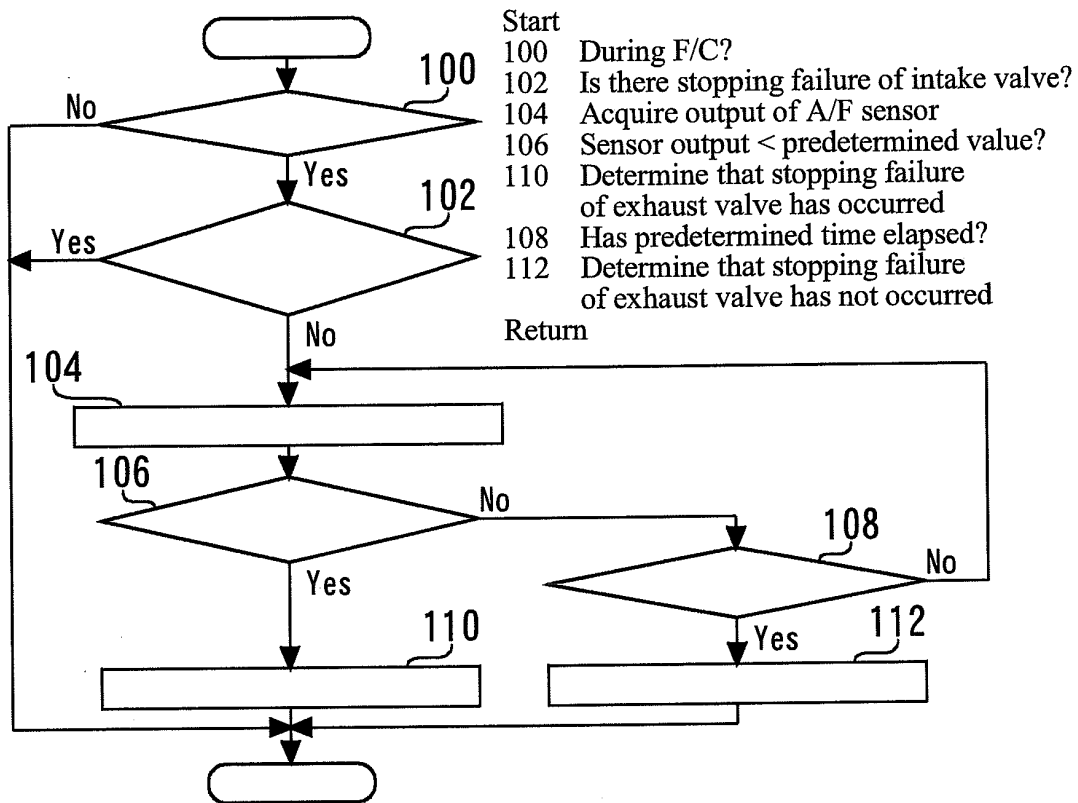 Start
100 During F/C?
102 Is there stopping failure of intake valve?
104 Acquire output of A/F sensor
106 Sensor output < predetermined value?
110 Determine that stopping failure
of exhaust valve has occurred
108 Has predetermined time elapsed?
112 Determine that stopping failure
of exhaust valve has not occurred
Return
100
No
Yes
102
Yes
No
104
106
No
108
No
Yes
110
Yes
112